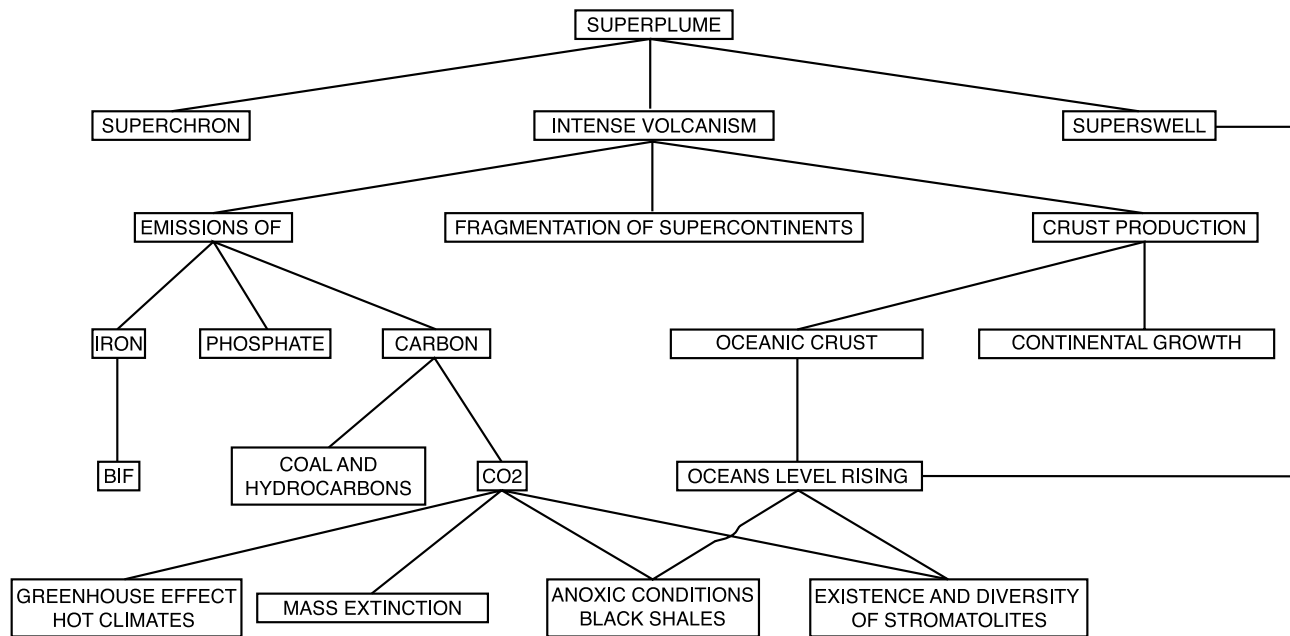 SUPERPLUME
SUPERCHRON
INTENSE VOLCANISM
SUPERSWELL
EMISSIONS OF
FRAGMENTATION OF SUPERCONTINENTS
CRUST PRODUCTION
IRON
PHOSPHATE
CARBON
OCEANIC CRUST
CONTINENTAL GROWTH
BIF
COAL AND
HYDROCARBONS
CO2
OCEANS LEVEL RISING
GREENHOUSE EFFECT
HOT CLIMATES
MASS EXTINCTION
ANOXIC CONDITIONS
BLACK SHALES
EXISTENCE AND DIVERSITY
OF STROMATOLITES